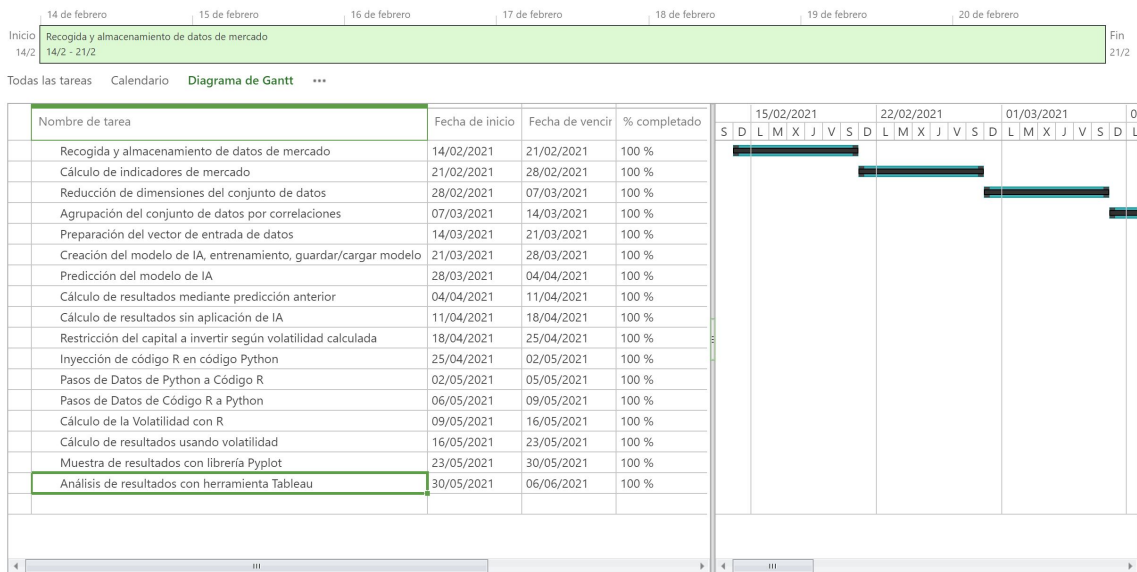 14 de febrero 15 de febrero 16 de febrero 17 de febrero 18 de febrero 19 de febrero 20 de febrero
Inicio Recogida y almacenamiento de datos de mercado Fin
14/2 14/2 - 21/2 21/2
Todas las tareas Calendario Diagrama de Gantt •••
15/02/2021 22/02/2021 01/03/2021 0
Nombre de tarea Fecha de inicio Fecha de vencir % completado
S D L M X J V S D L M X J V S D L M X J V S D L
Recogida y almacenamiento de datos de mercado 14/02/2021 21/02/2021 100 %
Cálculo de indicadores de mercado 21/02/2021 28/02/2021 100 %
Reducción de dimensiones del conjunto de datos 28/02/2021 07/03/2021 100 %
Agrupación del conjunto de datos por correlaciones 07/03/2021 14/03/2021 100 %
Preparación del vector de entrada de datos 14/03/2021 21/03/2021 100 %
Creación del modelo de IA, entrenamiento, guardar/cargar modelo 21/03/2021 28/03/2021 100 %
Predicción del modelo de IA 28/03/2021 04/04/2021 100 %
Cálculo de resultados mediante predicción anterior 04/04/2021 11/04/2021 100 %
Cálculo de resultados sin aplicación de IA 11/04/2021 18/04/2021 100 %
Restricción del capital a invertir según volatilidad calculada 18/04/2021 25/04/2021 100 %
Inyección de código R en código Python 25/04/2021 02/05/2021 100 %
Pasos de Datos de Python a Código R 02/05/2021 05/05/2021 100 %
Pasos de Datos de Código R a Python 06/05/2021 09/05/2021 100 %
Cálculo de la Volatilidad con R 09/05/2021 16/05/2021 100 %
Cálculo de resultados usando volatilidad 16/05/2021 23/05/2021 100 %
Muestra de resultados con librería Pyplot 23/05/2021 30/05/2021 100 %
Análisis de resultados con herramienta Tableau 30/05/2021 06/06/2021 100 %